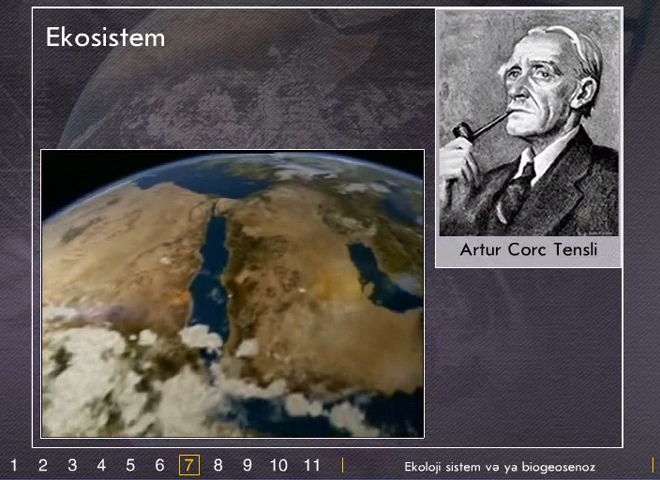 Ekosistem
Artur Corc Tensli
1 2 3 4 5 6 7 8 9 10 11
Ekoloji sistem və ya biogeosenoz